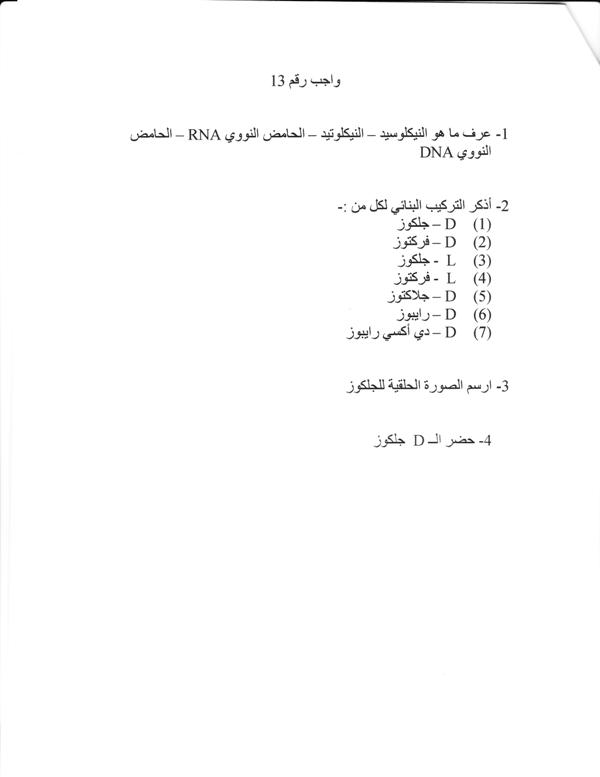 واجب رقم 13
1- عرف ما هو النيكلوسيد – النيكلوتيد – الحامض النووي RNA – الحامض
النووي DNA
2- أذكر التركيب البنائي لكل من :-
(1) D – جلكوز
(2) D – فركتوز
(3) L - جلكوز
(4) L - فركتوز
(5) D – جلاكتوز
(6) D – رايبوز
(7) D – دي أكسي رايبوز
3- ارسم الصورة الحلقية للجلكوز
4- حضر الــ D جلكوز